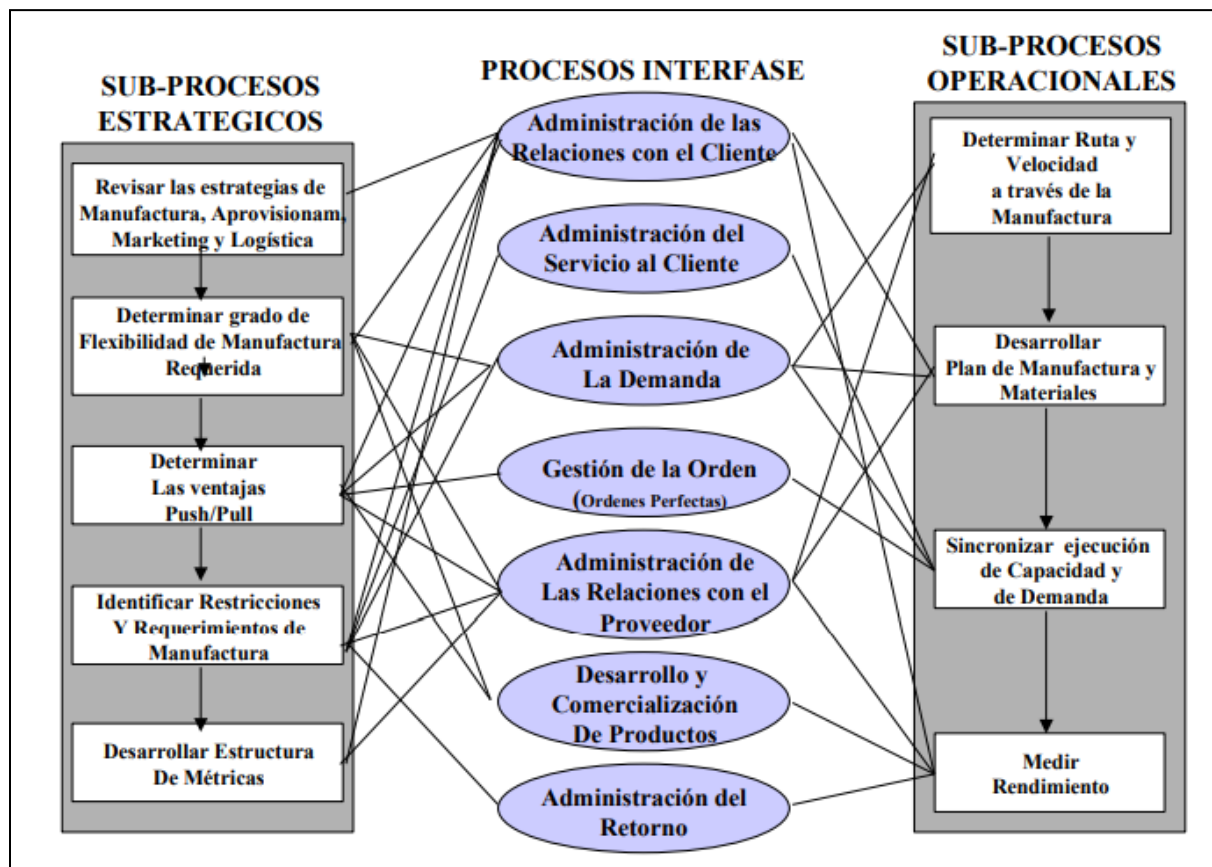 SUB-PROCESOS
ESTRATEGICOS
Revisar las estrategias de
Manufactura, Aprovisionam,
Marketing y Logística
Determinar grado de
Flexibilidad de Manufactura
Requerida
Determinar
Las ventajas
Push/Pull
Identificar Restricciones
Y Requerimientos de
Manufactura
Desarrollar Estructura
De Métricas
PROCESOS INTERFASE
Administración de las
Relaciones con el Cliente
Administración del
Servicio al Cliente
Administración de
La Demanda
Gestión de la Orden
(Ordenes Perfectas)
Administración de
Las Relaciones con el
Proveedor
Desarrollo y
Comercialización
De Productos
Administración del
Retorno
SUB-PROCESOS
OPERACIONALES
Determinar Ruta y
Velocidad
a través de la
Manufactura
Desarrollar
Plan de Manufactura y
Materiales
Sincronizar ejecución
de Capacidad y
de Demanda
Medir
Rendimiento